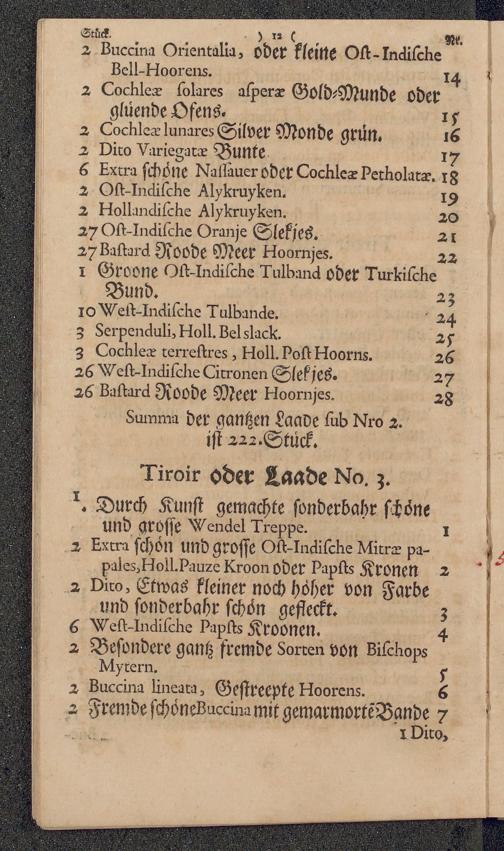 Stück. ) 12 ( Nr.
2 Buccina Orientalia, oder kleine Ost-Indische
Bell-Hoorens. 14
2 Cochleæ solares asperæ Gold-Munde oder
glüende Ofens. 15
2 Cochleæ lunares Silver Monde grün. 16
2 Dito Variegatæ Bunte 17
6 Extra schöne Nassauer oder Cochleæ Petholatæ. 18
2 Ost-Indische Alykruyken. 19
2 Hollandische Alykruyken. 20
27 Ost-Indische Oranje Slekjes. 21
27 Bastard Roode Meer Hoornjes. 22
1 Groone Ost-Indische Tulband oder Turkische
Bund. 23
10 West-Indische Tulbande. 24
3 Serpenduli, Holl. Bel slack. 25
3 Cochleæ terrestres, Holl. Post Hoorns. 26
26 West-Indische Citronen Slekjes. 27
26 Bastard Roode Meer Hoornjes. 28
Summa der gantzen Laade sub Nro 2.
ist 222. Stück.
Tiroir oder Laade No. 3.
1. Durch Kunst gemachte sonderbahr schöne
und grosse Wendel Treppe. 1
2 Extra schön und grosse Ost-Indische Mitræ pa-
pales, Holl. Pauze Kroon oder Papsts Kronen 2
2 Dito, Etwas kleiner noch höher von Farbe
und sonderbahr schön gefleckt. 3
6 West-Indische Papsts Kroonen. 4
2 Besondere gantz fremde Sorten von Bischops
Mytern. 5
2 Buccina lineata, Gestreepte Hoorens. 6
2 Fremde schöne Buccina mit gemarmortē Bande 7
1 Dito,